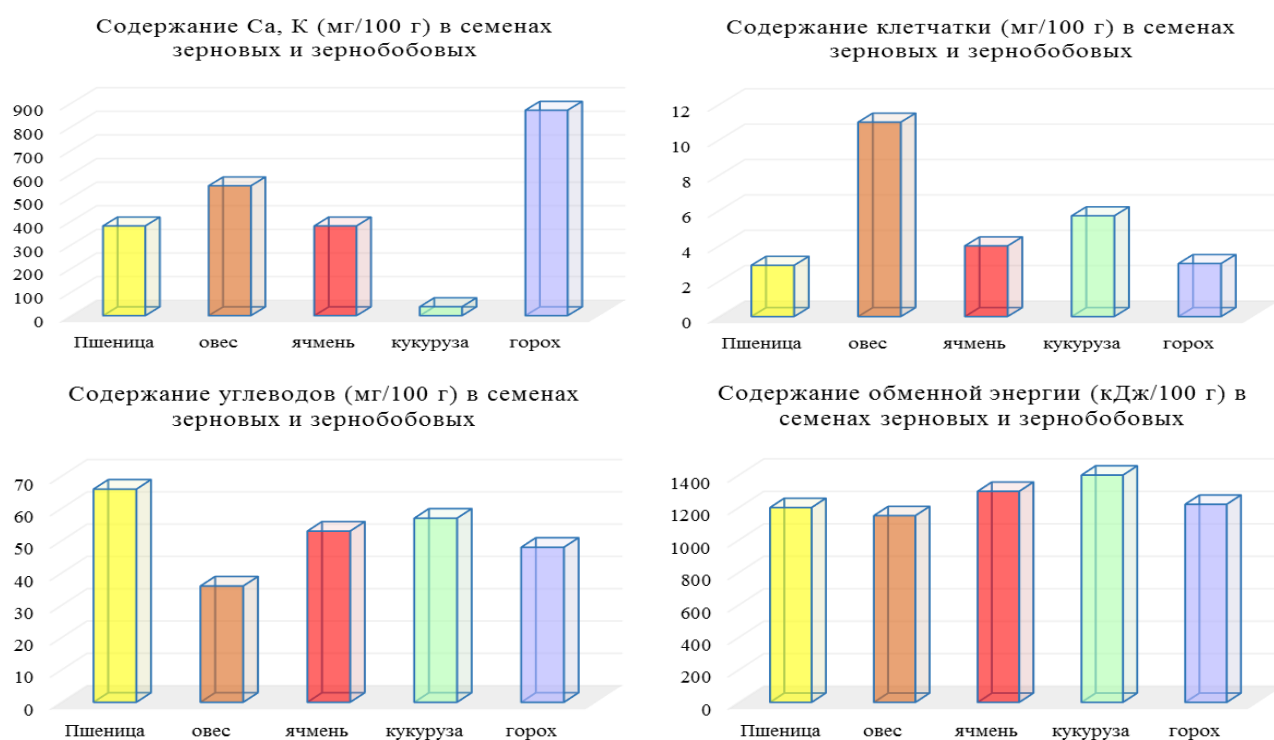 Содержание Ca, К (мг/100 г) в семенах
зерновых и зернобобовых
900
800
700
600
500
400
300
200
100
0
Пшеница овес ячмень кукуруза горох
Содержание клетчатки (мг/100 г) в семенах
зерновых и зернобобовых
12
10
8
6
4
2
0
Пшеница овес ячмень кукуруза горох
Содержание углеводов (мг/100 г) в семенах
зерновых и зернобобовых
70
60
50
40
30
20
10
0
Пшеница овес ячмень кукуруза горох
Содержание обменной энергии (кДж/100 г) в
семенах зерновых и зернобобовых
1400
1200
1000
800
600
400
200
0
Пшеница овес ячмень кукуруза горох